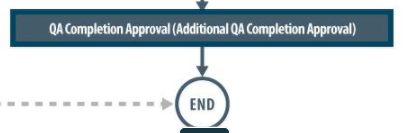 QA Completion Approval (Additional QA Completion Approval)
END